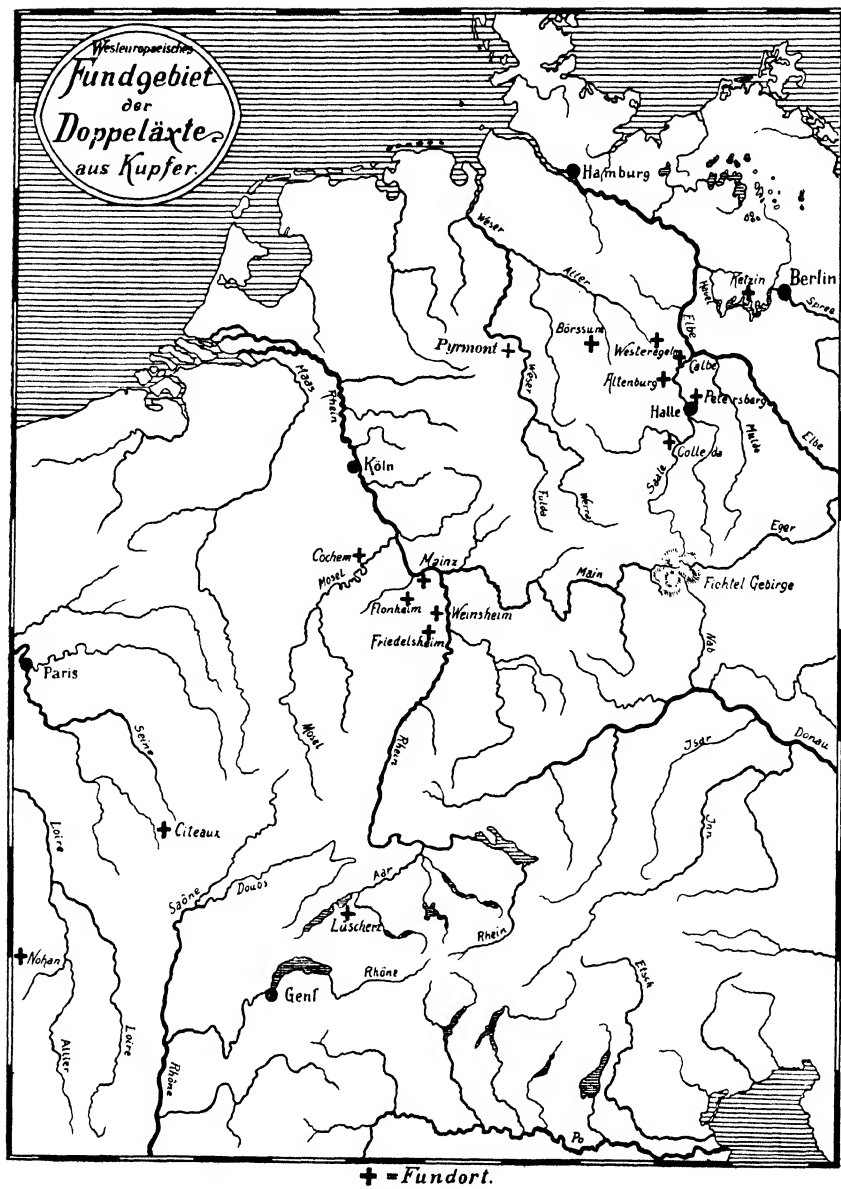 Westeuropaeisches
Fundgebiet
der
Doppeläxte
aus Kupfer.
Hamburg
Weser
Aller
Havel
Ketzin
Berlin
Spree
Elbe
Börssum
Pyrmont
Westeregeln
Calbe
Altenburg
Petersberg
Halle
Weser
Maas
Rhein
Mulde
Elbe
Köln
Colleda
Saale
Fulda
Werra
Eger
Cochem
Mainz
Mosel
Main
Fichtel Gebirge
Flonheim
Weinsheim
Friedelsheim
Nab
Paris
Mosel
Seine
Rhein
Isar
Donau
Loire
Citeaux
Inn
Saône
Doubs
Aar
Lüscherz
Rhein
Nohan
Rhône
Etsch
Genf
Allier
Loire
Rhône
Po
+ = Fundort.